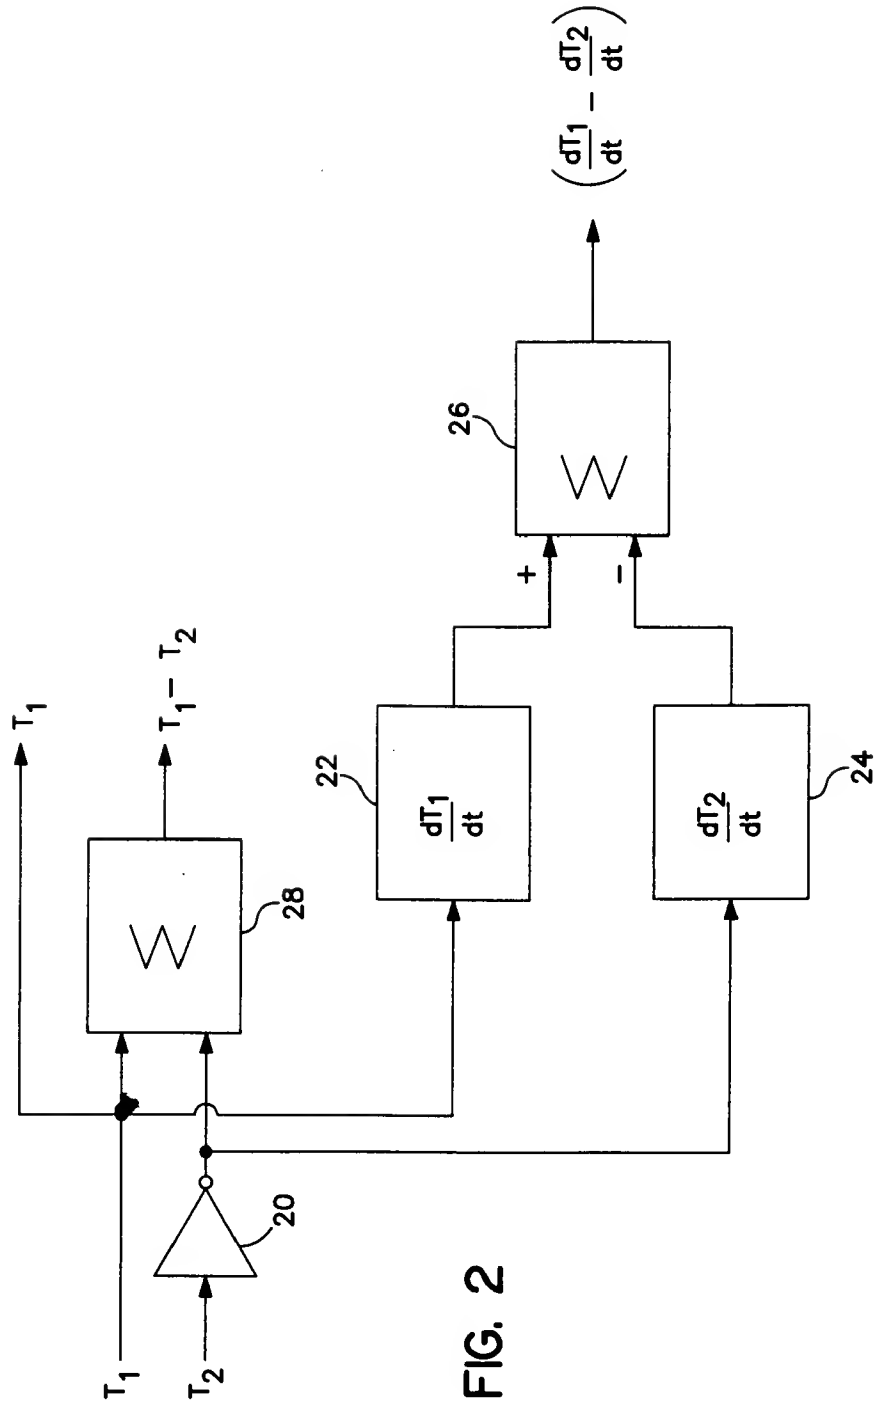 T₁
T₁
Σ
T₁ − T₂
T₂
20
28
22
dT₁
dt
26
+
−
Σ
(dT₁/dt − dT₂/dt)
dT₂
dt
24
FIG. 2